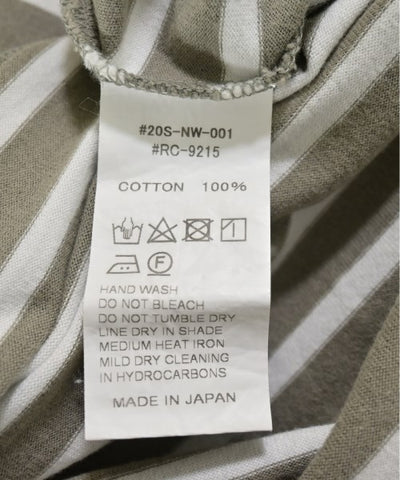 #20S-NW-001
#RC-9215
COTTON 100%
HAND WASH
DO NOT BLEACH
DO NOT TUMBLE DRY
LINE DRY IN SHADE
MEDIUM HEAT IRON
MILD DRY CLEANING
IN HYDROCARBONS
MADE IN JAPAN